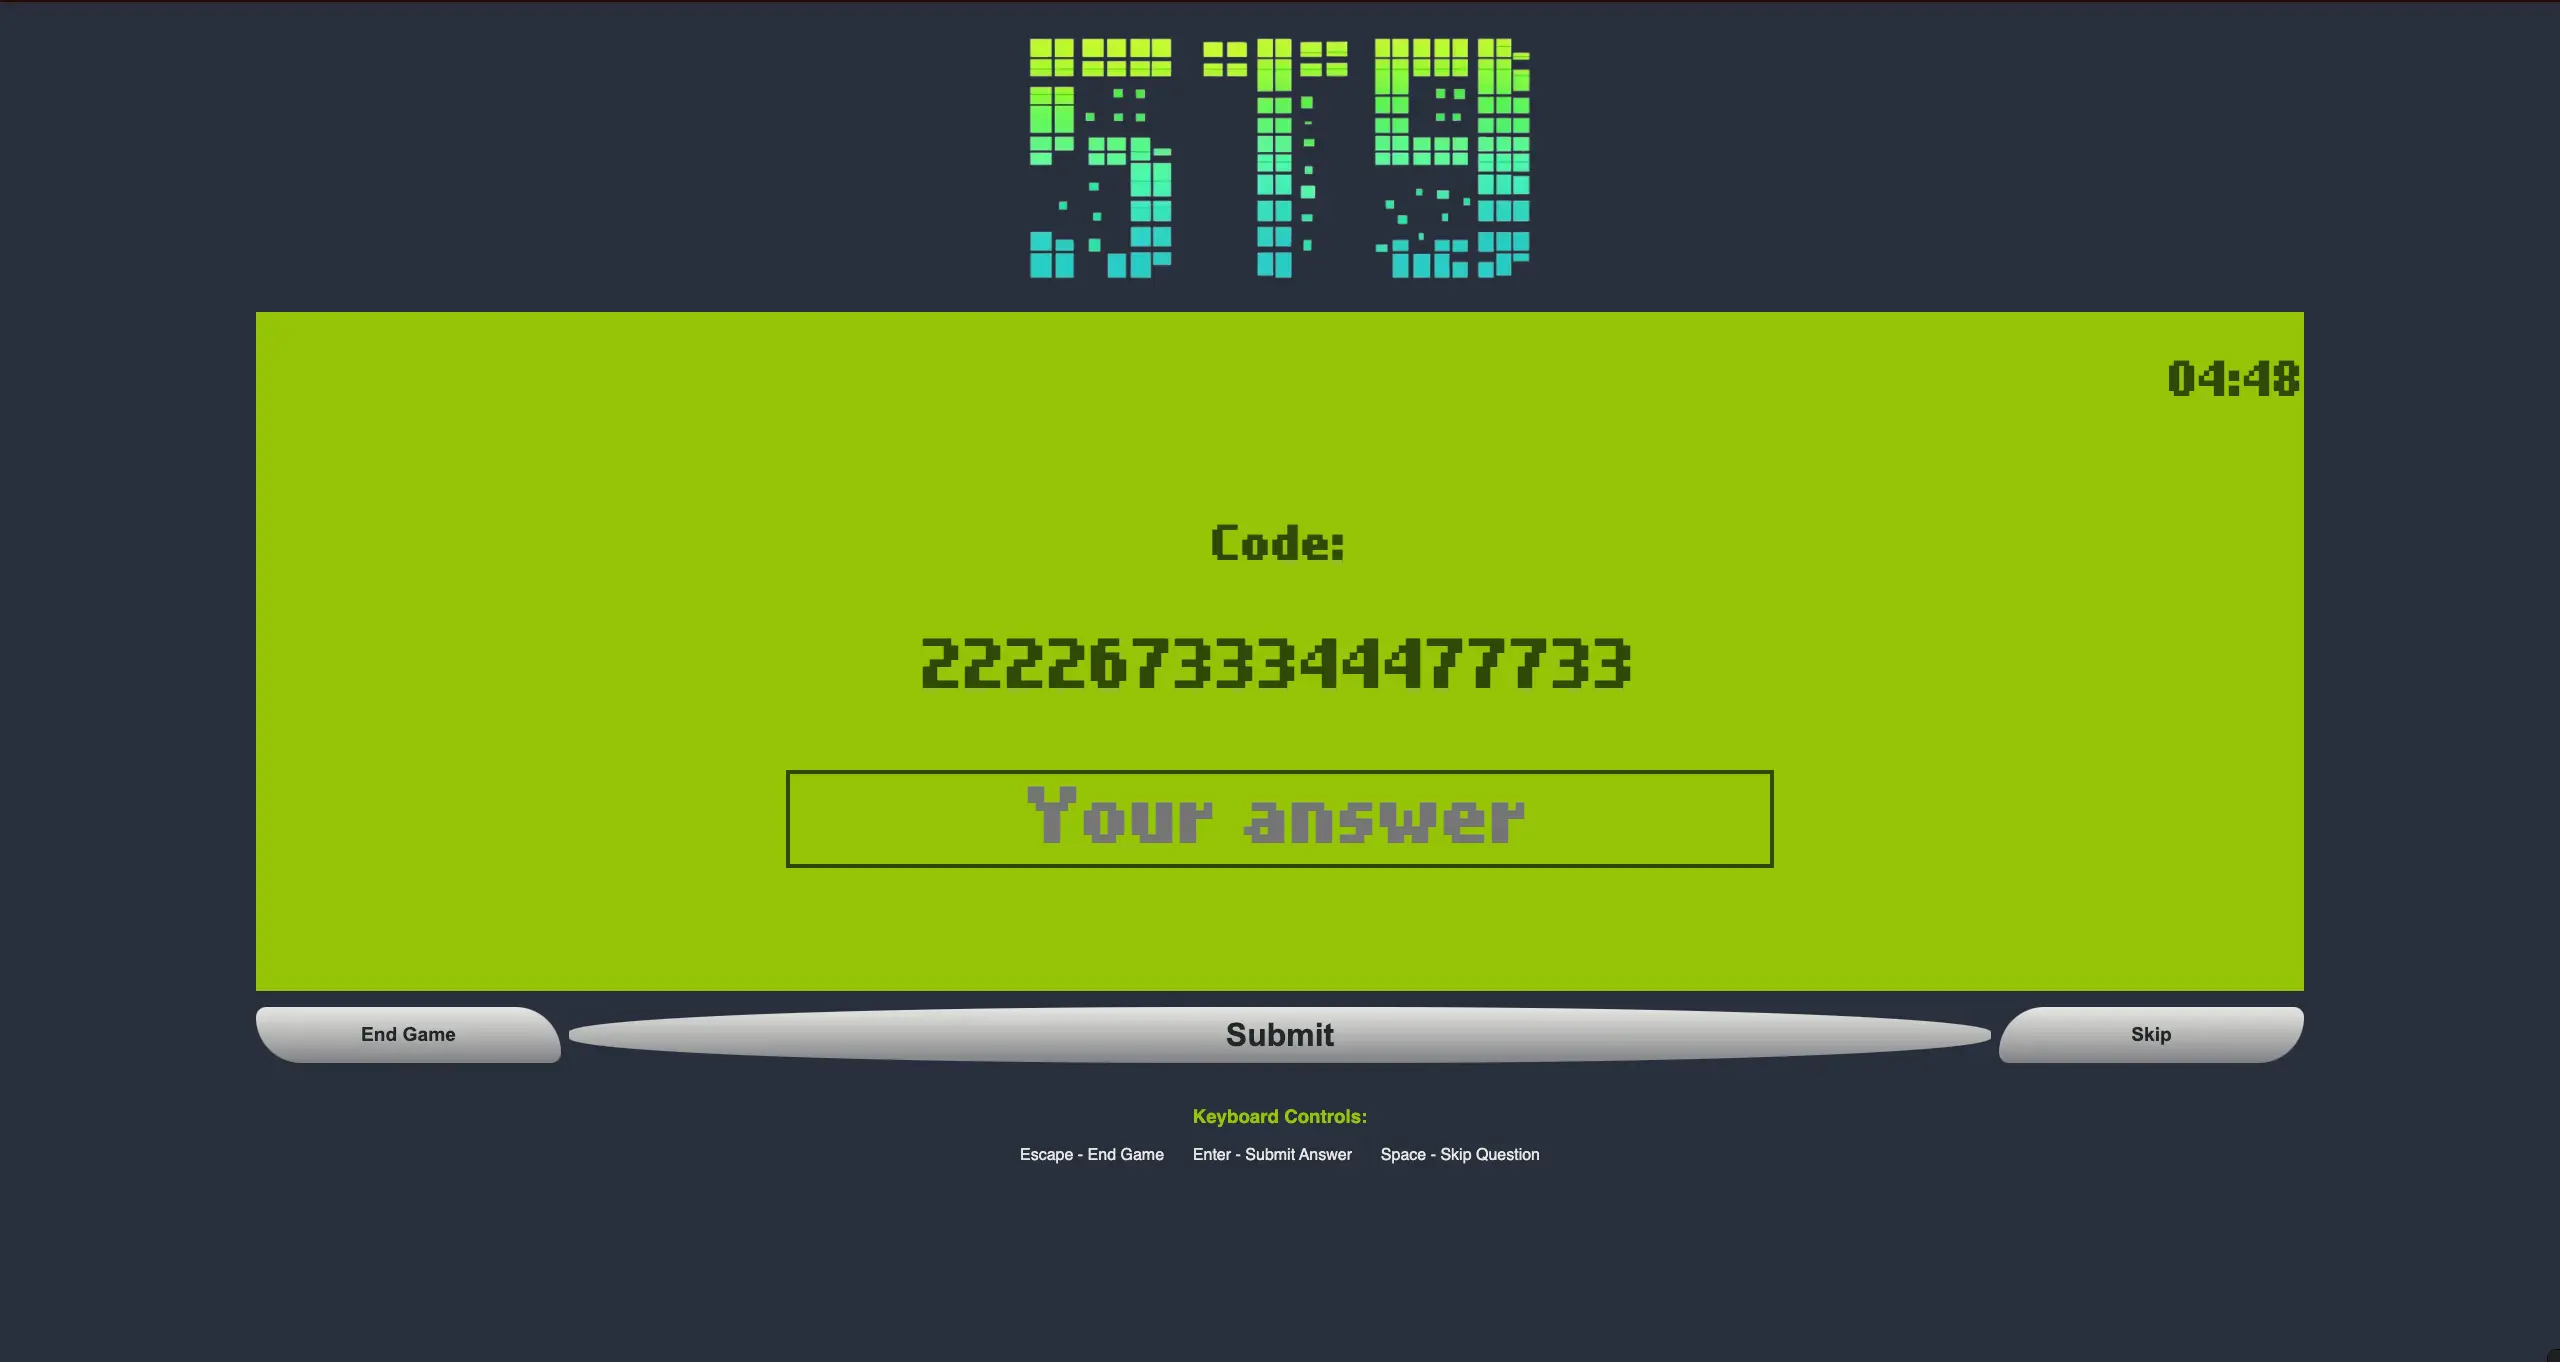 5T9
04:48
Code:
22226733344477733
Your answer
End Game
Submit
Skip
Keyboard Controls:
Escape - End Game Enter - Submit Answer Space - Skip Question